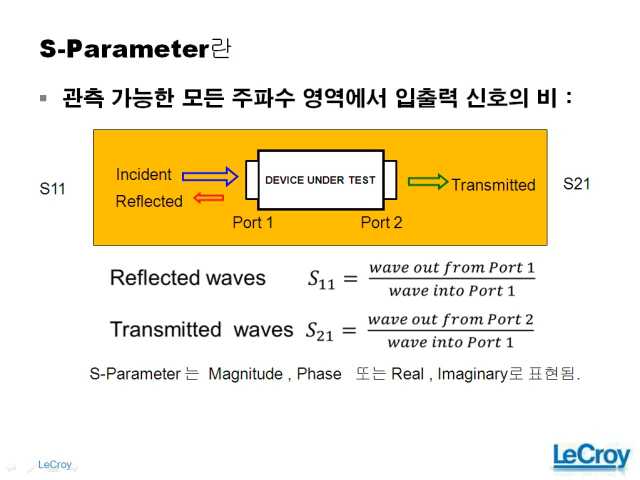 S-Parameter란
▪ 관측 가능한 모든 주파수 영역에서 입출력 신호의 비 :
S11
Incident
Reflected
DEVICE UNDER TEST
Transmitted
S21
Port 1
Port 2
Reflected waves S₁₁ = wave out from Port 1 / wave into Port 1
Transmitted waves S₂₁ = wave out from Port 2 / wave into Port 1
S-Parameter 는 Magnitude , Phase 또는 Real , Imaginary로 표현됨.
LeCroy
LeCroy